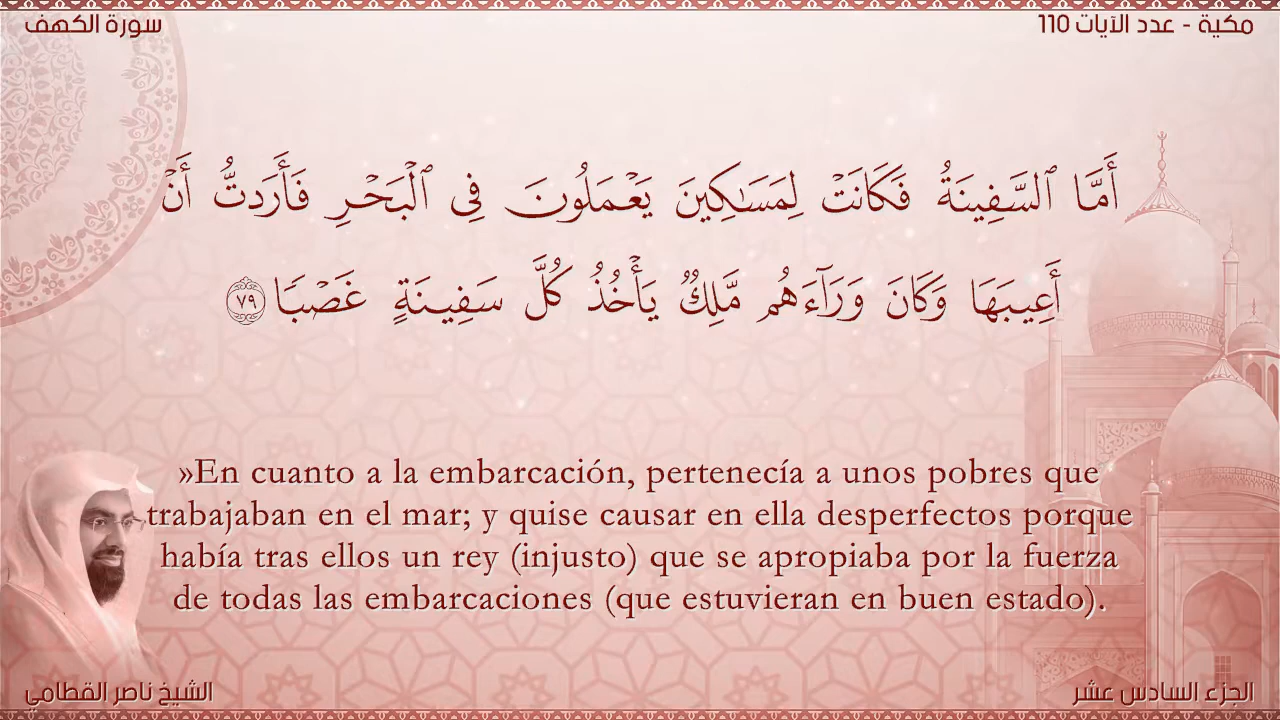 مكية - عدد الآيات 110
سورة الكهف
أَمَّا ٱلسَّفِينَةُ فَكَانَتْ لِمَسَـٰكِينَ يَعْمَلُونَ فِى ٱلْبَحْرِ فَأَرَدتُّ أَنْ
أَعِيبَهَا وَكَانَ وَرَآءَهُم مَّلِكٌ يَأْخُذُ كُلَّ سَفِينَةٍ غَصْبًا ٧٩
»En cuanto a la embarcación, pertenecía a unos pobres que
trabajaban en el mar; y quise causar en ella desperfectos porque
había tras ellos un rey (injusto) que se apropiaba por la fuerza
de todas las embarcaciones (que estuvieran en buen estado).
الجزء السادس عشر
الشيخ ناصر القطامي